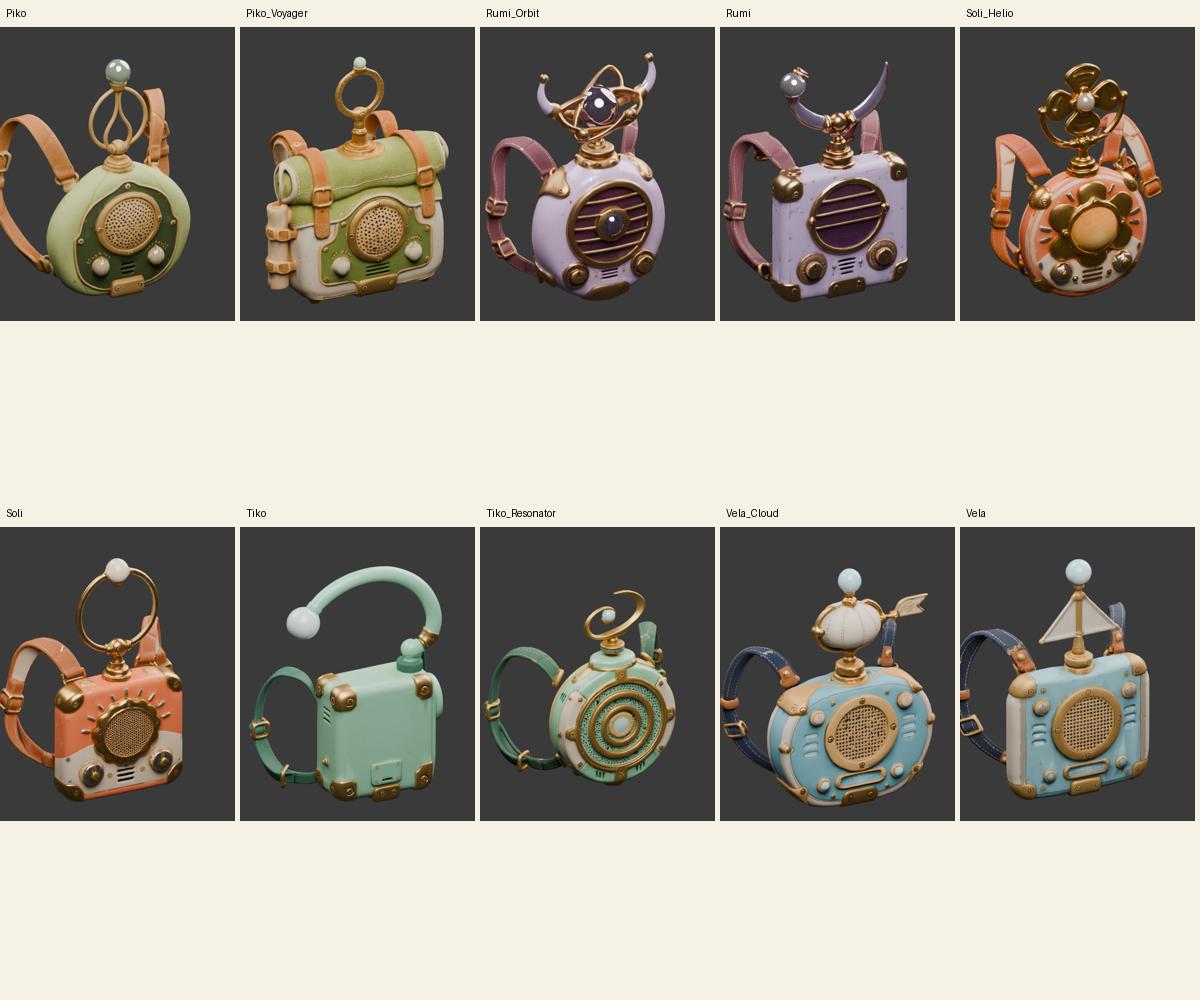 Piko
Piko_Voyager
Rumi_Orbit
Rumi
Soli_Helio
Soli
Tiko
Tiko_Resonator
Vela_Cloud
Vela